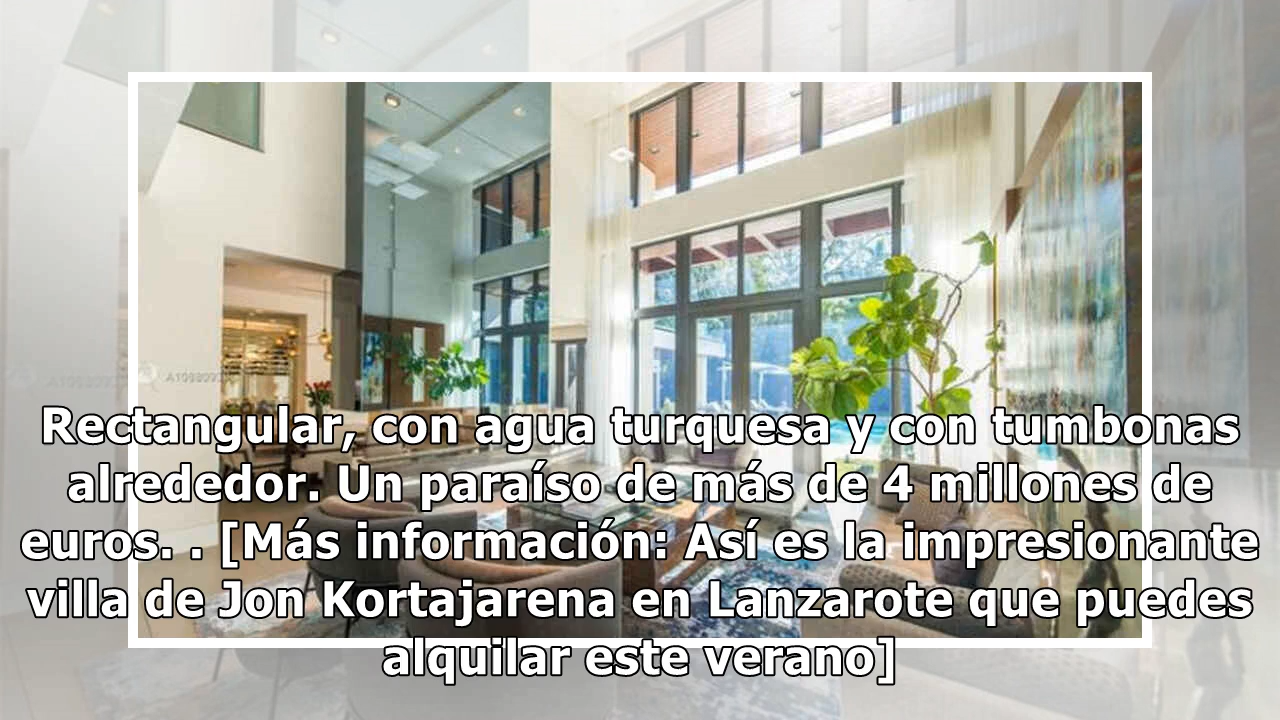 Rectangular, con agua turquesa y con tumbonas
alrededor. Un paraíso de más de 4 millones de
euros. . [Más información: Así es la impresionante
villa de Jon Kortajarena en Lanzarote que puedes
alquilar este verano]